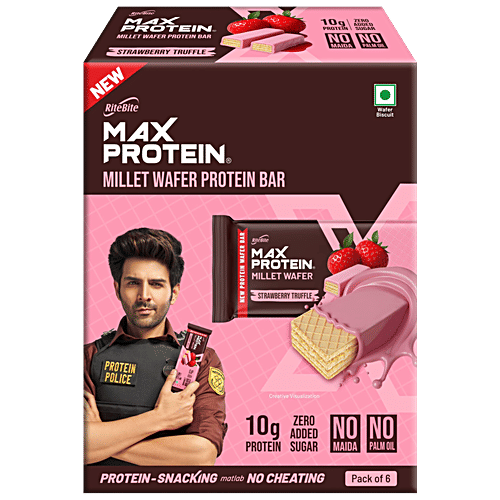 MAX
PROTEIN®
MILLET WAFER PROTEIN BAR
STRAWBERRY TRUFFLE
10g
PROTEIN
ZERO
ADDED
SUGAR
NO
MAIDA
NO
PALM OIL
NEW
RiteBite
MAX
PROTEIN®
MILLET WAFER PROTEIN BAR
Wafer
Biscuit
NEW PROTEIN WAFER BAR
RiteBite
MAX
PROTEIN®
MILLET WAFER
STRAWBERRY TRUFFLE
PROTEIN
POLICE
Creative Visualization
10g
PROTEIN
ZERO
ADDED
SUGAR
NO
MAIDA
NO
PALM OIL
PROTEIN-SNACKING matlab NO CHEATING
Pack of 6